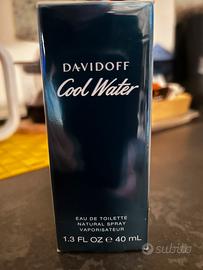 DAVIDOFF
Cool Water
EAU DE TOILETTE
NATURAL SPRAY
VAPORISATEUR
1.3 FL OZ e 40 mL
subito